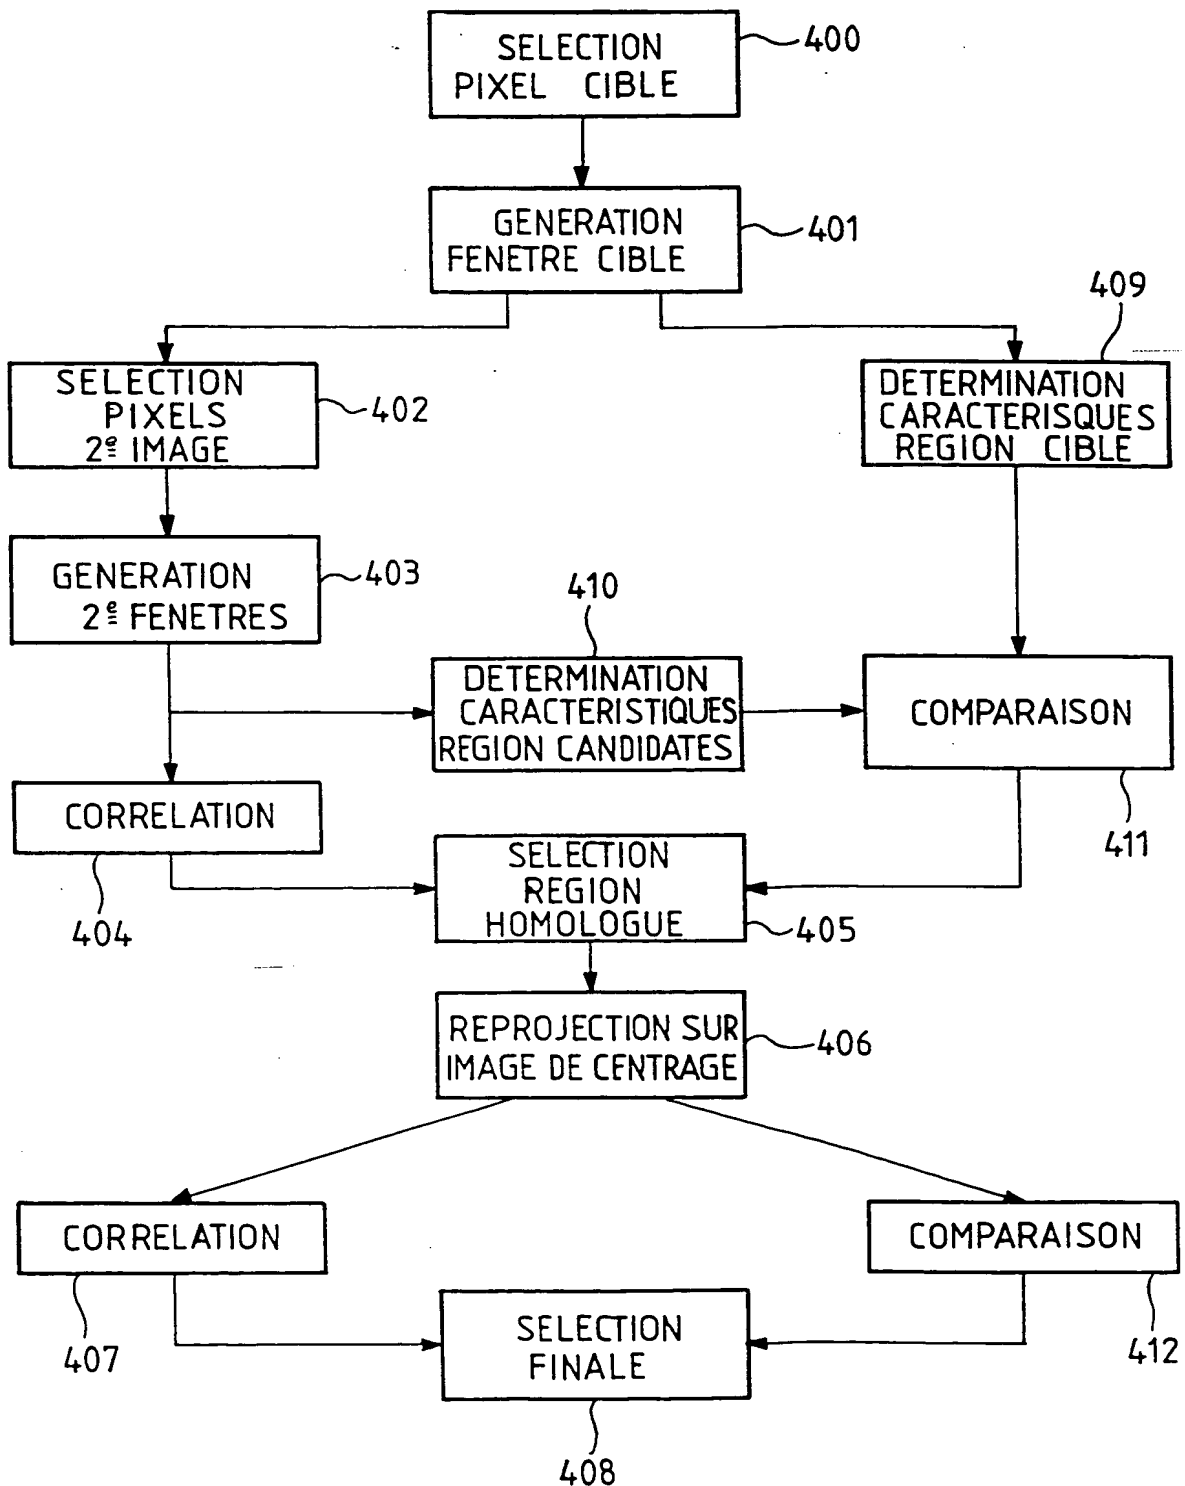 SELECTION
PIXEL CIBLE
400
GENERATION
FENETRE CIBLE
401
409
SELECTION
PIXELS
2e IMAGE
402
DETERMINATION
CARACTERISQUES
REGION CIBLE
GENERATION
2e FENETRES
403
410
DETERMINATION
CARACTERISTIQUES
REGION CANDIDATES
COMPARAISON
411
CORRELATION
404
SELECTION
REGION
HOMOLOGUE
405
REPROJECTION SUR
IMAGE DE CENTRAGE
406
CORRELATION
407
COMPARAISON
412
SELECTION
FINALE
408